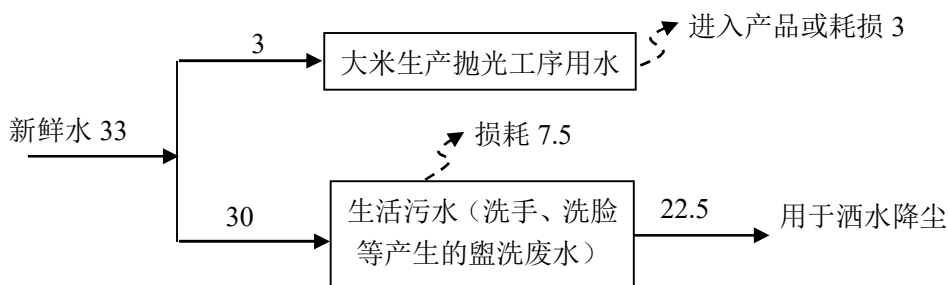 进入产品或耗损 3
3
大米生产抛光工序用水
新鲜水 33
损耗 7.5
30
生活污水（洗手、洗脸
等产生的盥洗废水）
22.5
用于洒水降尘